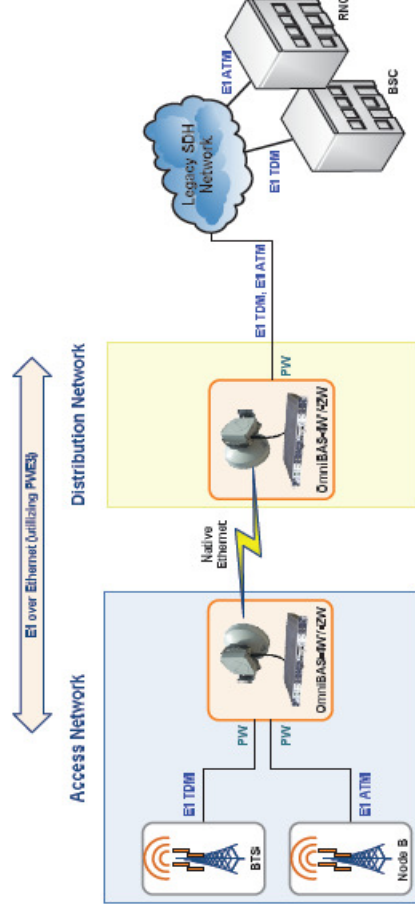 E1 over Ethernet (utilizing PWE3)
Access Network
Distribution Network
E1 TDM
BTS
E1 ATM
Node B
PW
PW
OmniBAS-4W/-2W
Native
Ethernet
OmniBAS-4W/-2W
PW
E1 TDM, E1 ATM
Legacy SDH
Network
E1 ATM
E1 TDM
RNC
BSC